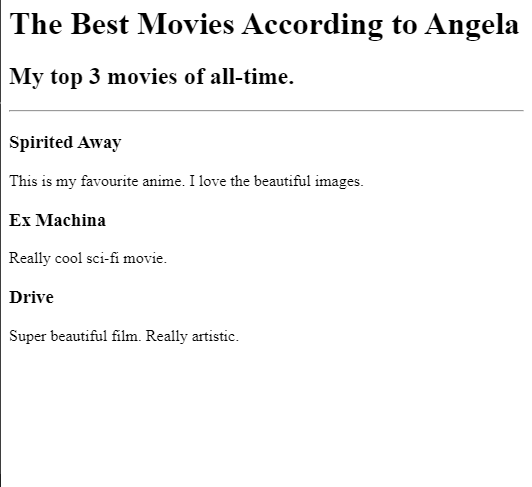 The Best Movies According to Angela
My top 3 movies of all-time.
Spirited Away
This is my favourite anime. I love the beautiful images.
Ex Machina
Really cool sci-fi movie.
Drive
Super beautiful film. Really artistic.